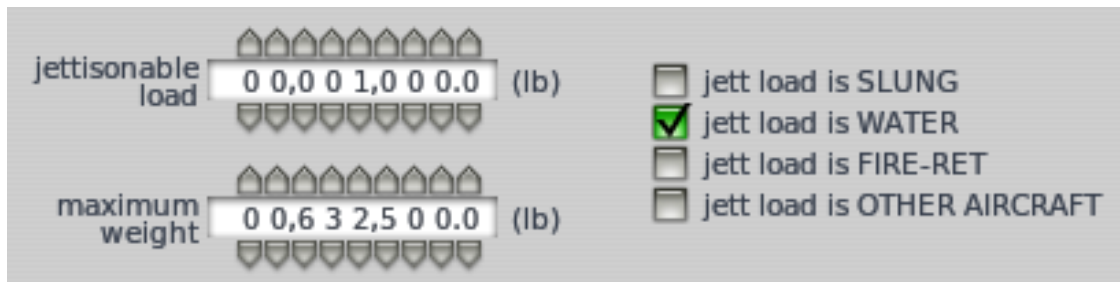 jettisonable
load
0 0,0 0 1,0 0 0.0 (lb)
maximum
weight
0 0,6 3 2,5 0 0.0 (lb)
jett load is SLUNG
jett load is WATER
jett load is FIRE-RET
jett load is OTHER AIRCRAFT